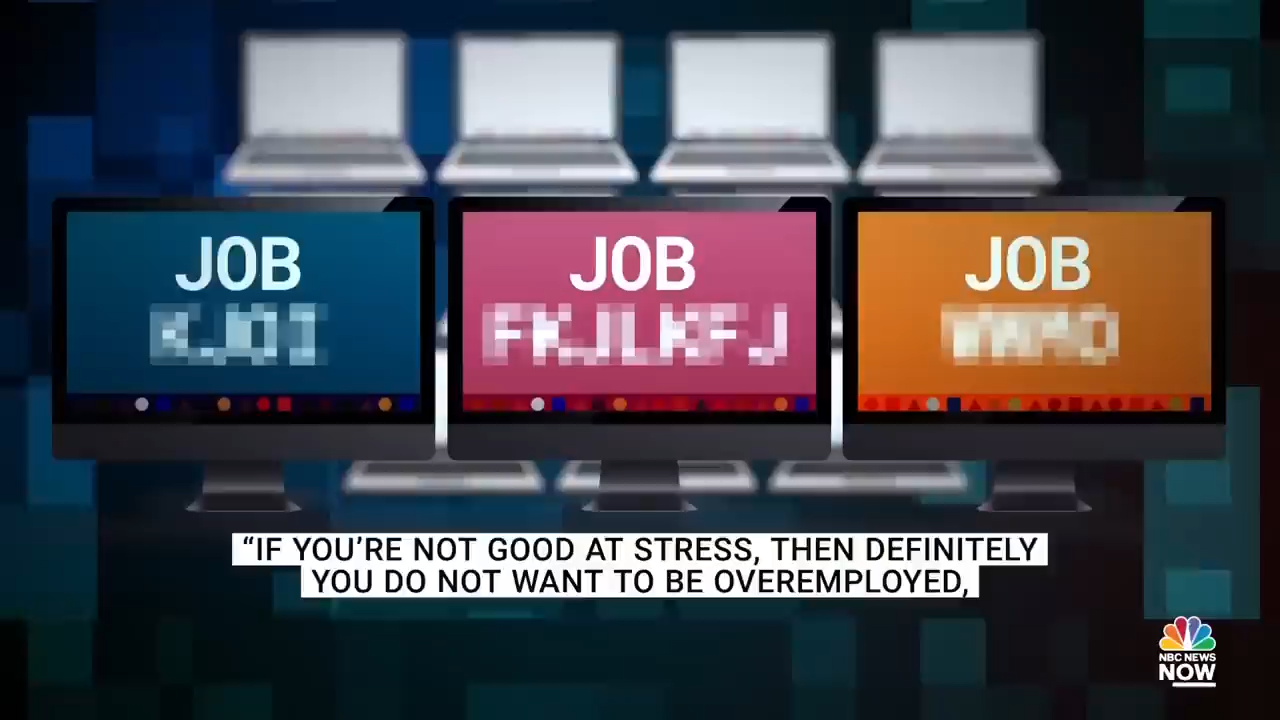 JOB
JOB
JOB
“IF YOU’RE NOT GOOD AT STRESS, THEN DEFINITELY
YOU DO NOT WANT TO BE OVEREMPLOYED,
NBC NEWS
NOW